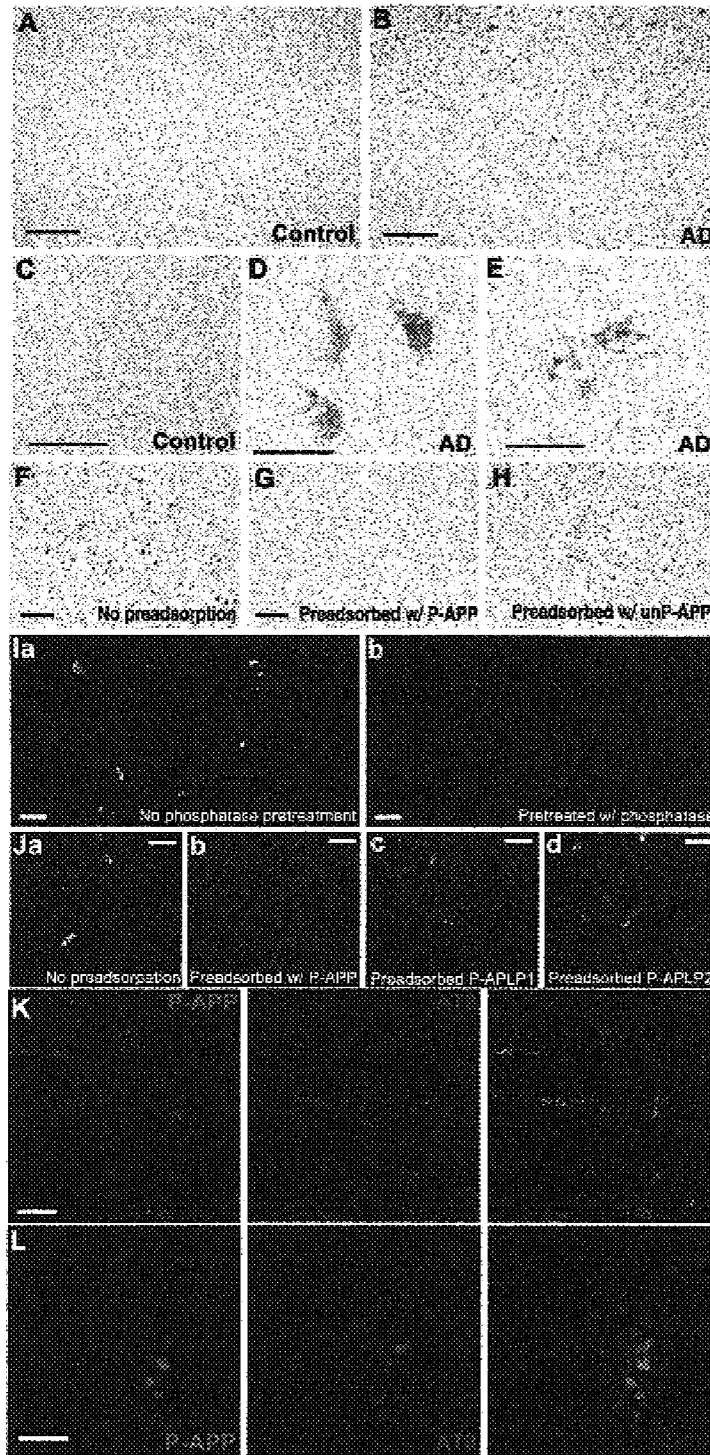 A
B
Control
AD
C
D
E
Control
AD
AD
F
G
H
No preadsorption
Preadsorbed w/ P-APP
Preadsorbed w/ unP-APP
Ia
b
No phosphatase pretreatment
Pretreated w/ phosphatase
Ja
b
c
d
No preadsorpation
Preadsorbed w/ P-APP
Preadsorbed P-APLP1
Preadsorbed P-APLP2
K
P-APP
L
P-APP